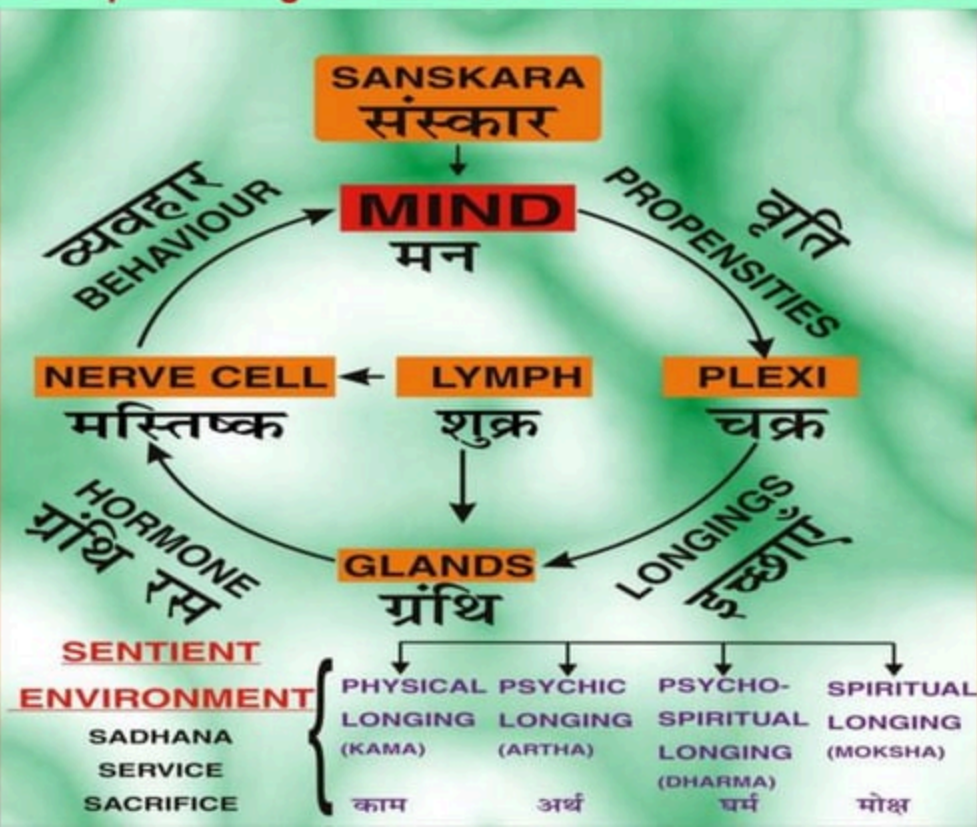 SANSKARA
संस्कार
MIND
मन
व्यवहार
BEHAVIOUR
PROPENSITIES
वृति
NERVE CELL
मस्तिष्क
LYMPH
शुक्र
PLEXI
चक्र
HORMONE
ग्रंथि रस
GLANDS
ग्रंथि
LONGINGS
इच्छाएँ
SENTIENT
ENVIRONMENT
SADHANA
SERVICE
SACRIFICE
PHYSICAL
LONGING
(KAMA)
काम
PSYCHIC
LONGING
(ARTHA)
अर्थ
PSYCHO-
SPIRITUAL
LONGING
(DHARMA)
घर्म
SPIRITUAL
LONGING
(MOKSHA)
मोक्ष